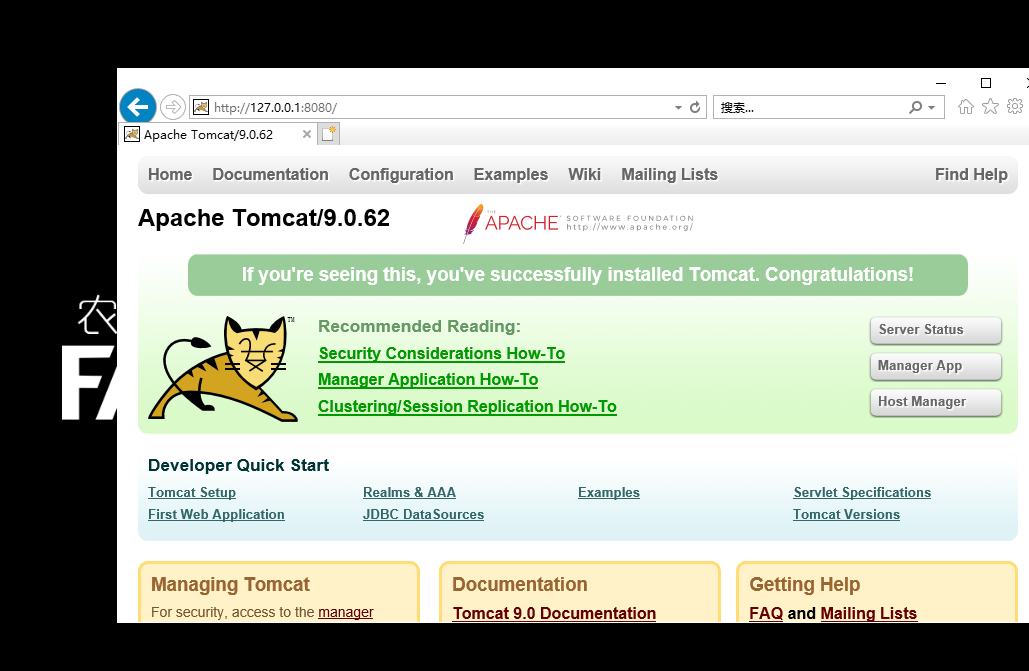 http://127.0.0.1:8080/
搜索...
Apache Tomcat/9.0.62
Home Documentation Configuration Examples Wiki Mailing Lists Find Help
Apache Tomcat/9.0.62
THE
APACHE SOFTWARE FOUNDATION
http://www.apache.org/
If you're seeing this, you've successfully installed Tomcat. Congratulations!
TM
Recommended Reading:
Security Considerations How-To
Manager Application How-To
Clustering/Session Replication How-To
Server Status
Manager App
Host Manager
农
FA
Developer Quick Start
Tomcat Setup Realms & AAA Examples Servlet Specifications
First Web Application JDBC DataSources Tomcat Versions
Managing Tomcat
For security, access to the manager
Documentation
Tomcat 9.0 Documentation
Getting Help
FAQ and Mailing Lists